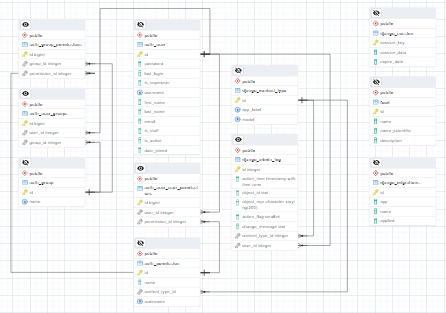 public
auth_group_permissions
id bigint
group_id integer
permission_id integer
public
auth_user_groups
id bigint
user_id integer
group_id integer
public
auth_group
id
name
public
auth_user
id
password
last_login
is_superuser
username
first_name
last_name
email
is_staff
is_active
date_joined
public
id bigint
user_id integer
permission_id integer
public
auth_permission
id
name
content_type_id
codename
public
django_content_type
id
app_label
model
public
django_admin_log
id integer
action_time timestamp with
time zone
object_id text
object_repr character varyi
ng(200)
action_flag smallint
change_message text
content_type_id integer
user_id integer
public
django_session
session_key
session_data
expire_date
public
id
name
name_scientific
description
public
django_migrations
id
app
name
applied